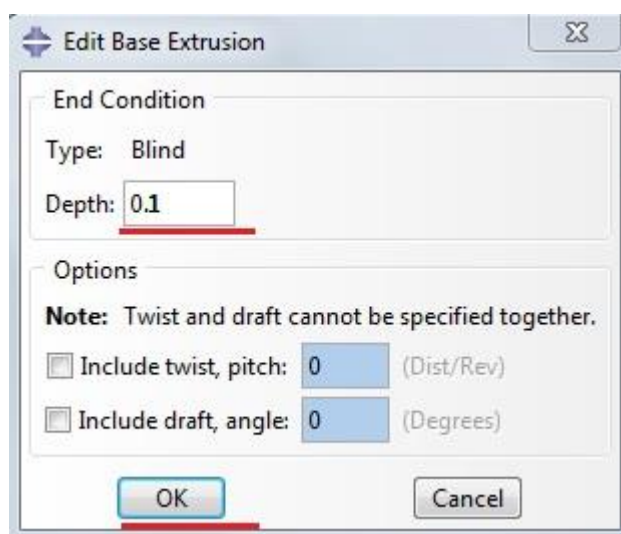 Edit Base Extrusion
End Condition
Type: Blind
Depth: 0.1
Options
Note: Twist and draft cannot be specified together.
Include twist, pitch: 0 (Dist/Rev)
Include draft, angle: 0 (Degrees)
OK Cancel